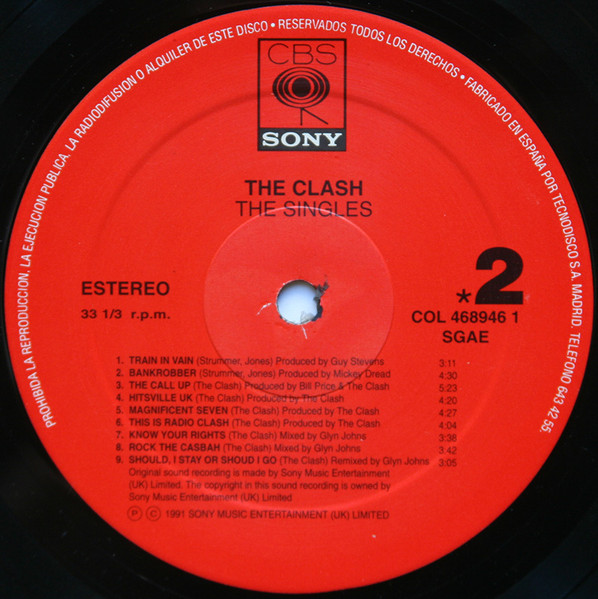 PROHIBIDA LA REPRODUCCION, LA EJECUCION PUBLICA, LA RADIODIFUSION O ALQUILER DE ESTE DISCO • RESERVADOS TODOS LOS DERECHOS • FABRICADO EN ESPAÑA POR TECNODISCO S.A. MADRID. TELEFONO 643 42 55.
CBS
SONY
THE CLASH
THE SINGLES
ESTEREO
33 1/3 r.p.m.
*2
COL 468946 1
SGAE
1. TRAIN IN VAIN (Strummer, Jones) Produced by Guy Stevens 3:11
2. BANKROBBER (Strummer, Jones) Produced by Mickey Dread 4:30
3. THE CALL UP (The Clash) Produced by Bill Price & The Clash 5:23
4. HITSVILLE UK (The Clash) Produced by The Clash 4:20
5. MAGNIFICENT SEVEN (The Clash) Produced by The Clash 4:27
6. THIS IS RADIO CLASH (The Clash) Produced by The Clash 4:04
7. KNOW YOUR RIGHTS (The Clash) Mixed by Glyn Johns 3:38
8. ROCK THE CASBAH (The Clash) Mixed by Glyn Johns 3:42
9. SHOULD, I STAY OR SHOUD I GO (The Clash) Remixed by Glyn Johns 3:05
Original sound recording is made by Sony Music Entertainment
(UK) Limited. The copyright in this sound recording is owned by
Sony Music Entertainment (UK) Limited
Ⓟ Ⓒ 1991 SONY MUSIC ENTERTAINMENT (UK) LIMITED